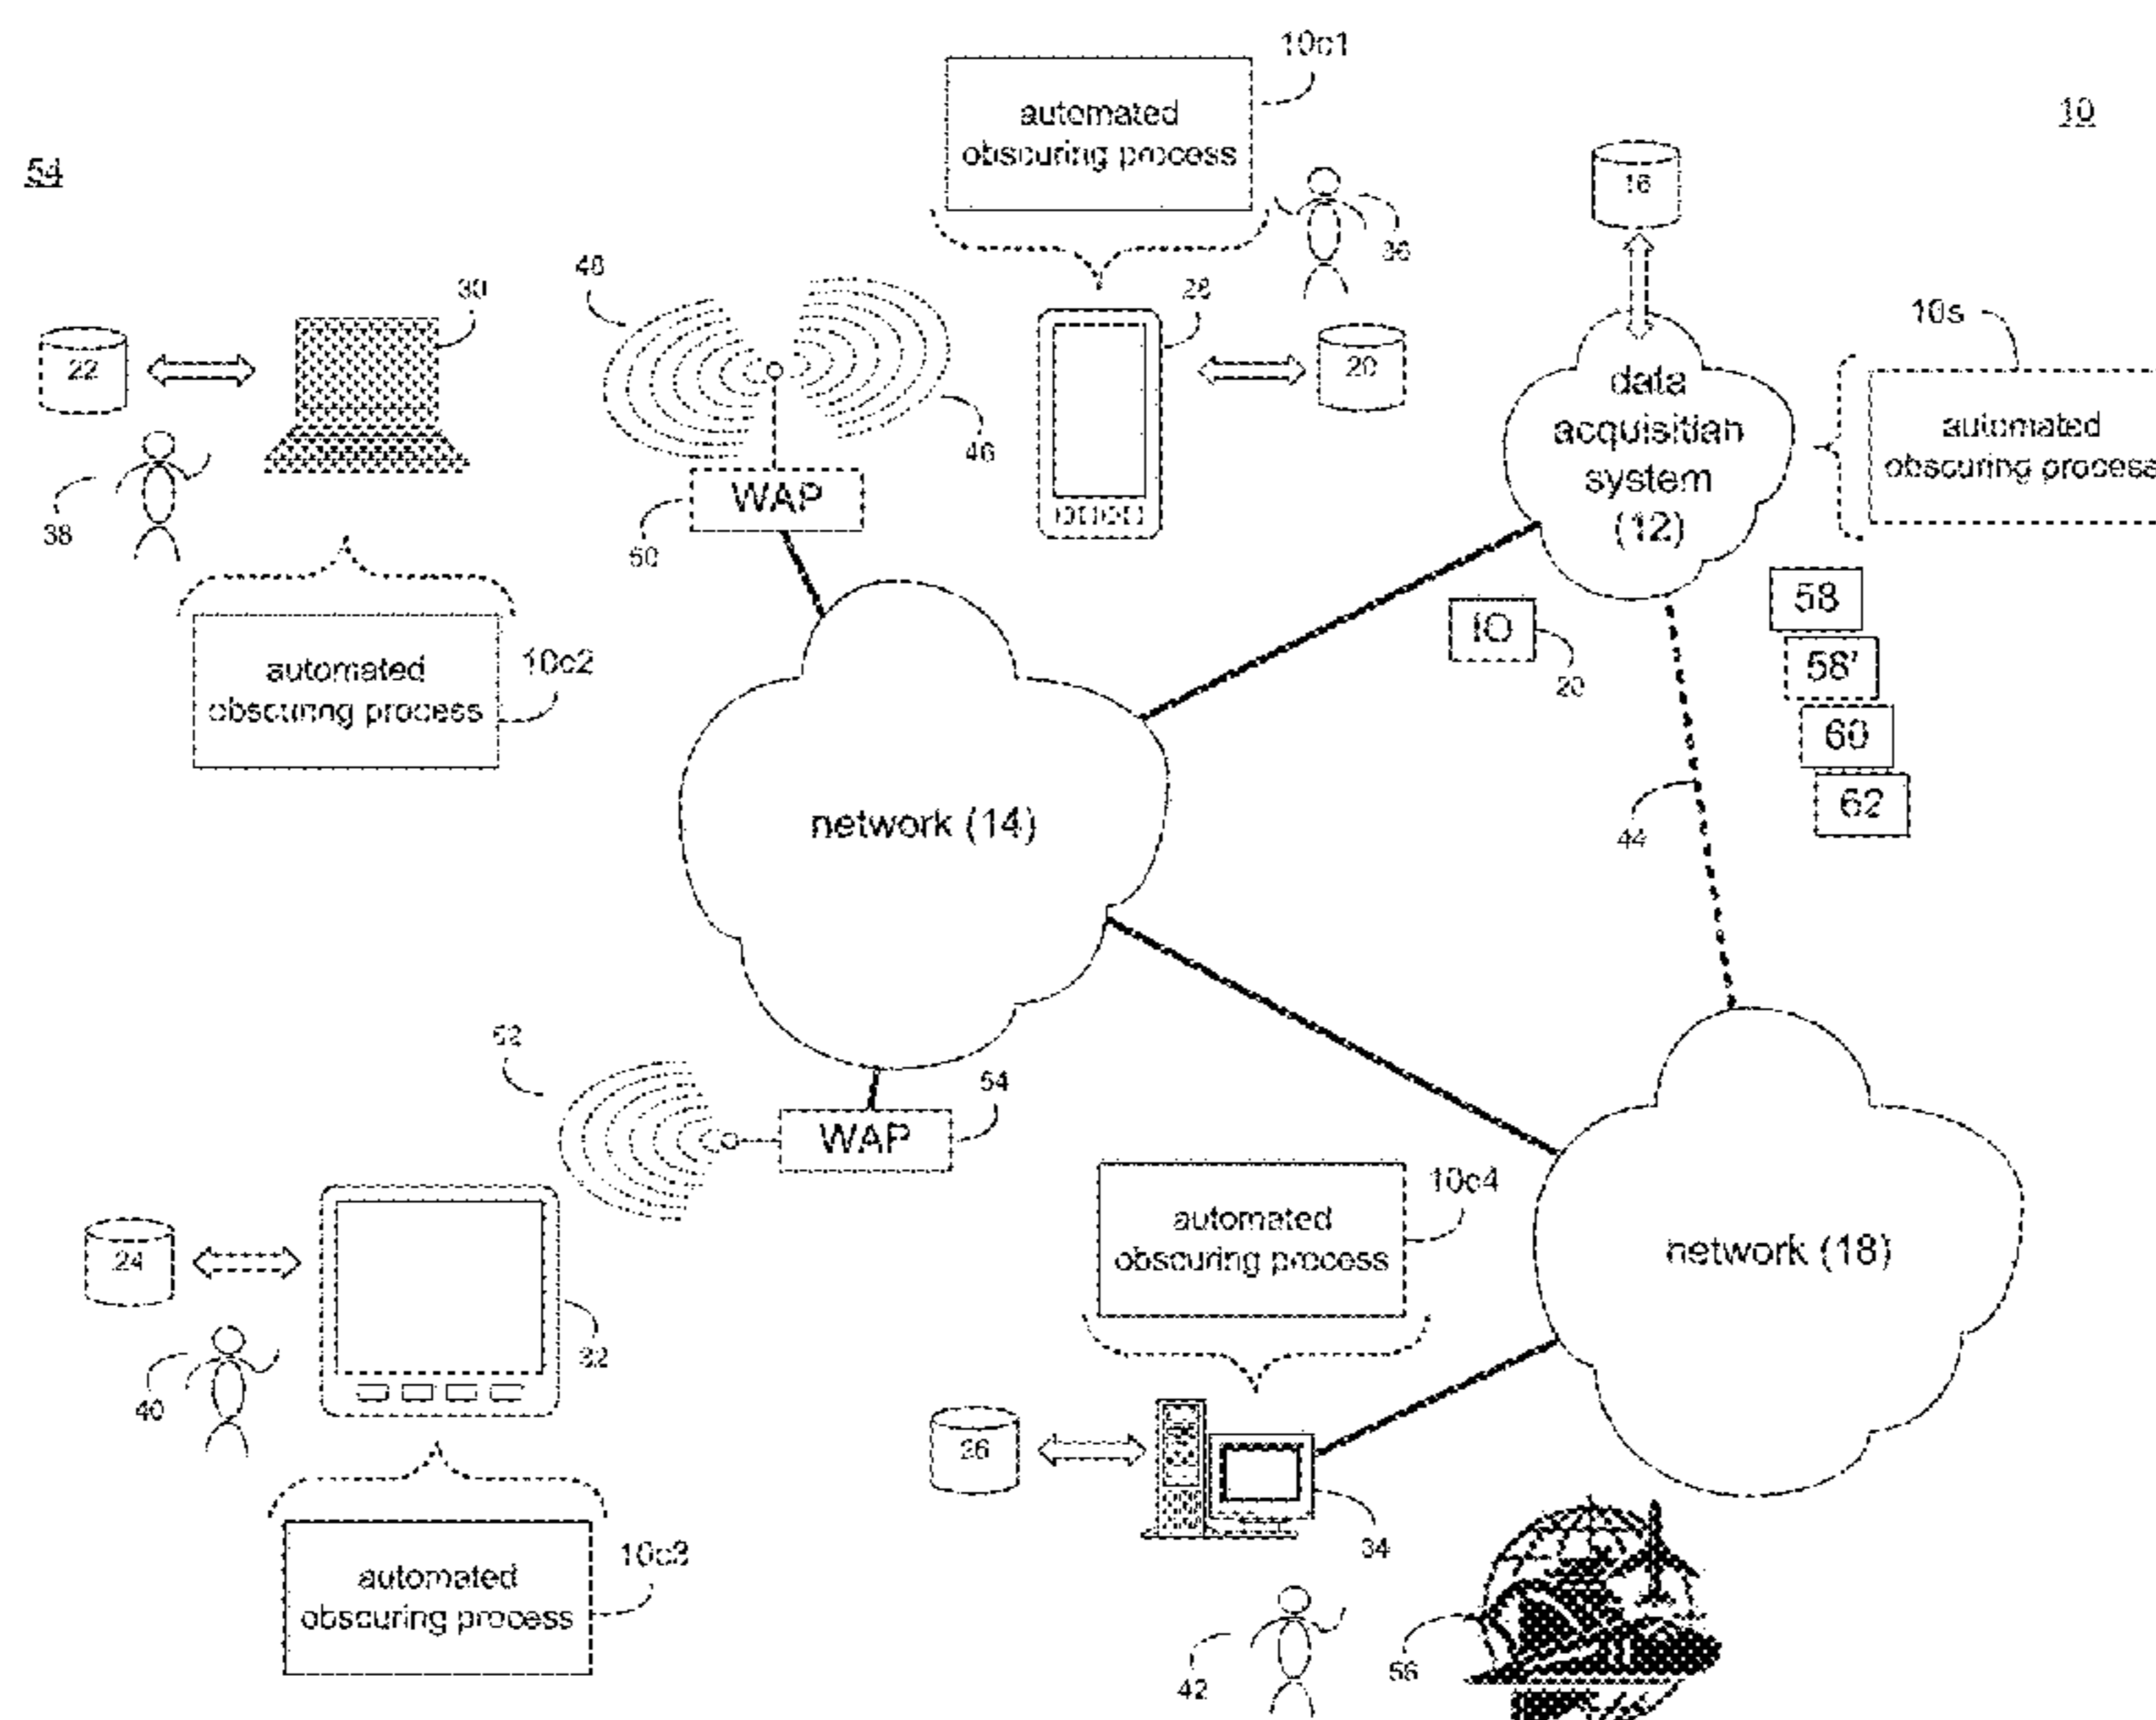 10c1
automated
obscuring process
10
54
16
36
48
30
28
10s
22
20
data
acquisitian
system
(12)
automated
obscuring process
46
WAP
38
50
58
IO
20
58'
60
62
automated
obscuring process
10c2
network (14)
44
52
54
WAP
10c4
automated
obscuring process
network (18)
24
32
40
26
34
10c3
automated
obscuring process
42
56